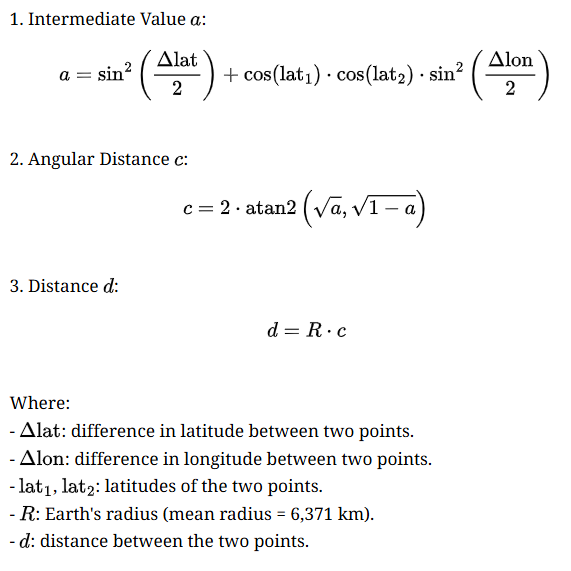 1. Intermediate Value a:
a = sin² (Δlat / 2) + cos(lat₁) · cos(lat₂) · sin² (Δlon / 2)
2. Angular Distance c:
c = 2 · atan2 (√a, √(1 − a))
3. Distance d:
d = R · c
Where:
- Δlat: difference in latitude between two points.
- Δlon: difference in longitude between two points.
- lat₁, lat₂: latitudes of the two points.
- R: Earth's radius (mean radius = 6,371 km).
- d: distance between the two points.